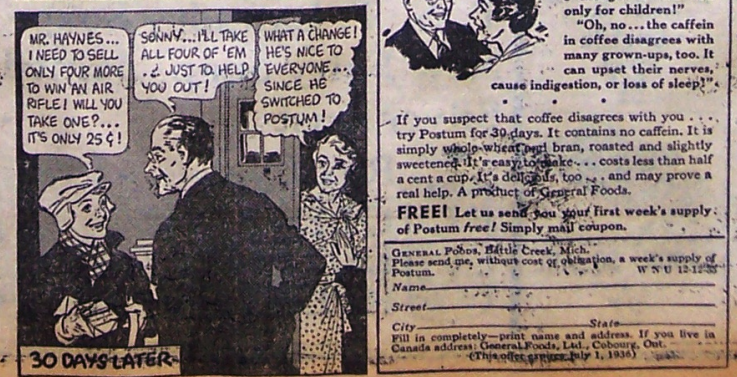 MR. HAYNES...
I NEED TO SELL
ONLY FOUR MORE
TO WIN AN AIR
RIFLE! WILL YOU
TAKE ONE?...
IT'S ONLY 25¢!
SONNY...I'LL TAKE
ALL FOUR OF 'EM
... JUST TO HELP
YOU OUT!
WHAT A CHANGE!
HE'S NICE TO
EVERYONE...
SINCE HE
SWITCHED TO
POSTUM!
30 DAYS LATER
only for children!"
"Oh, no...the caffein
in coffee disagrees with
many grown-ups, too. It
can upset their nerves,
cause indigestion, or loss of sleep!"
If you suspect that coffee disagrees with you ....
try Postum for 30 days. It contains no caffein. It is
simply whole-wheat and bran, roasted and slightly
sweetened. It's easy to make... costs less than half
a cent a cup. It's delicious, too ... and may prove a
real help. A product of General Foods.
FREE! Let us send you your first week's supply
of Postum free! Simply mail coupon.
GENERAL FOODS, Battle Creek, Mich.
Please send me, without cost or obligation, a week's supply of
Postum. W N U 12-12-35
Name
Street
City State
Fill in completely—print name and address. If you live in
Canada address: General Foods, Ltd., Cobourg, Ont.
(This offer expires July 1, 1936)